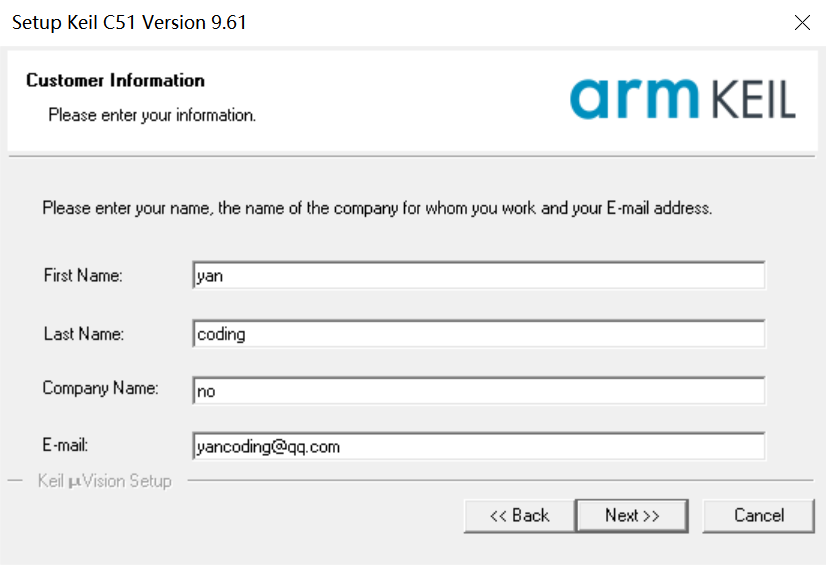 Setup Keil C51 Version 9.61
Customer Information
Please enter your information.
arm KEIL
Please enter your name, the name of the company for whom you work and your E-mail address.
First Name: yan
Last Name: coding
Company Name: no
E-mail: yancoding@qq.com
Keil µVision Setup
<< Back Next >> Cancel